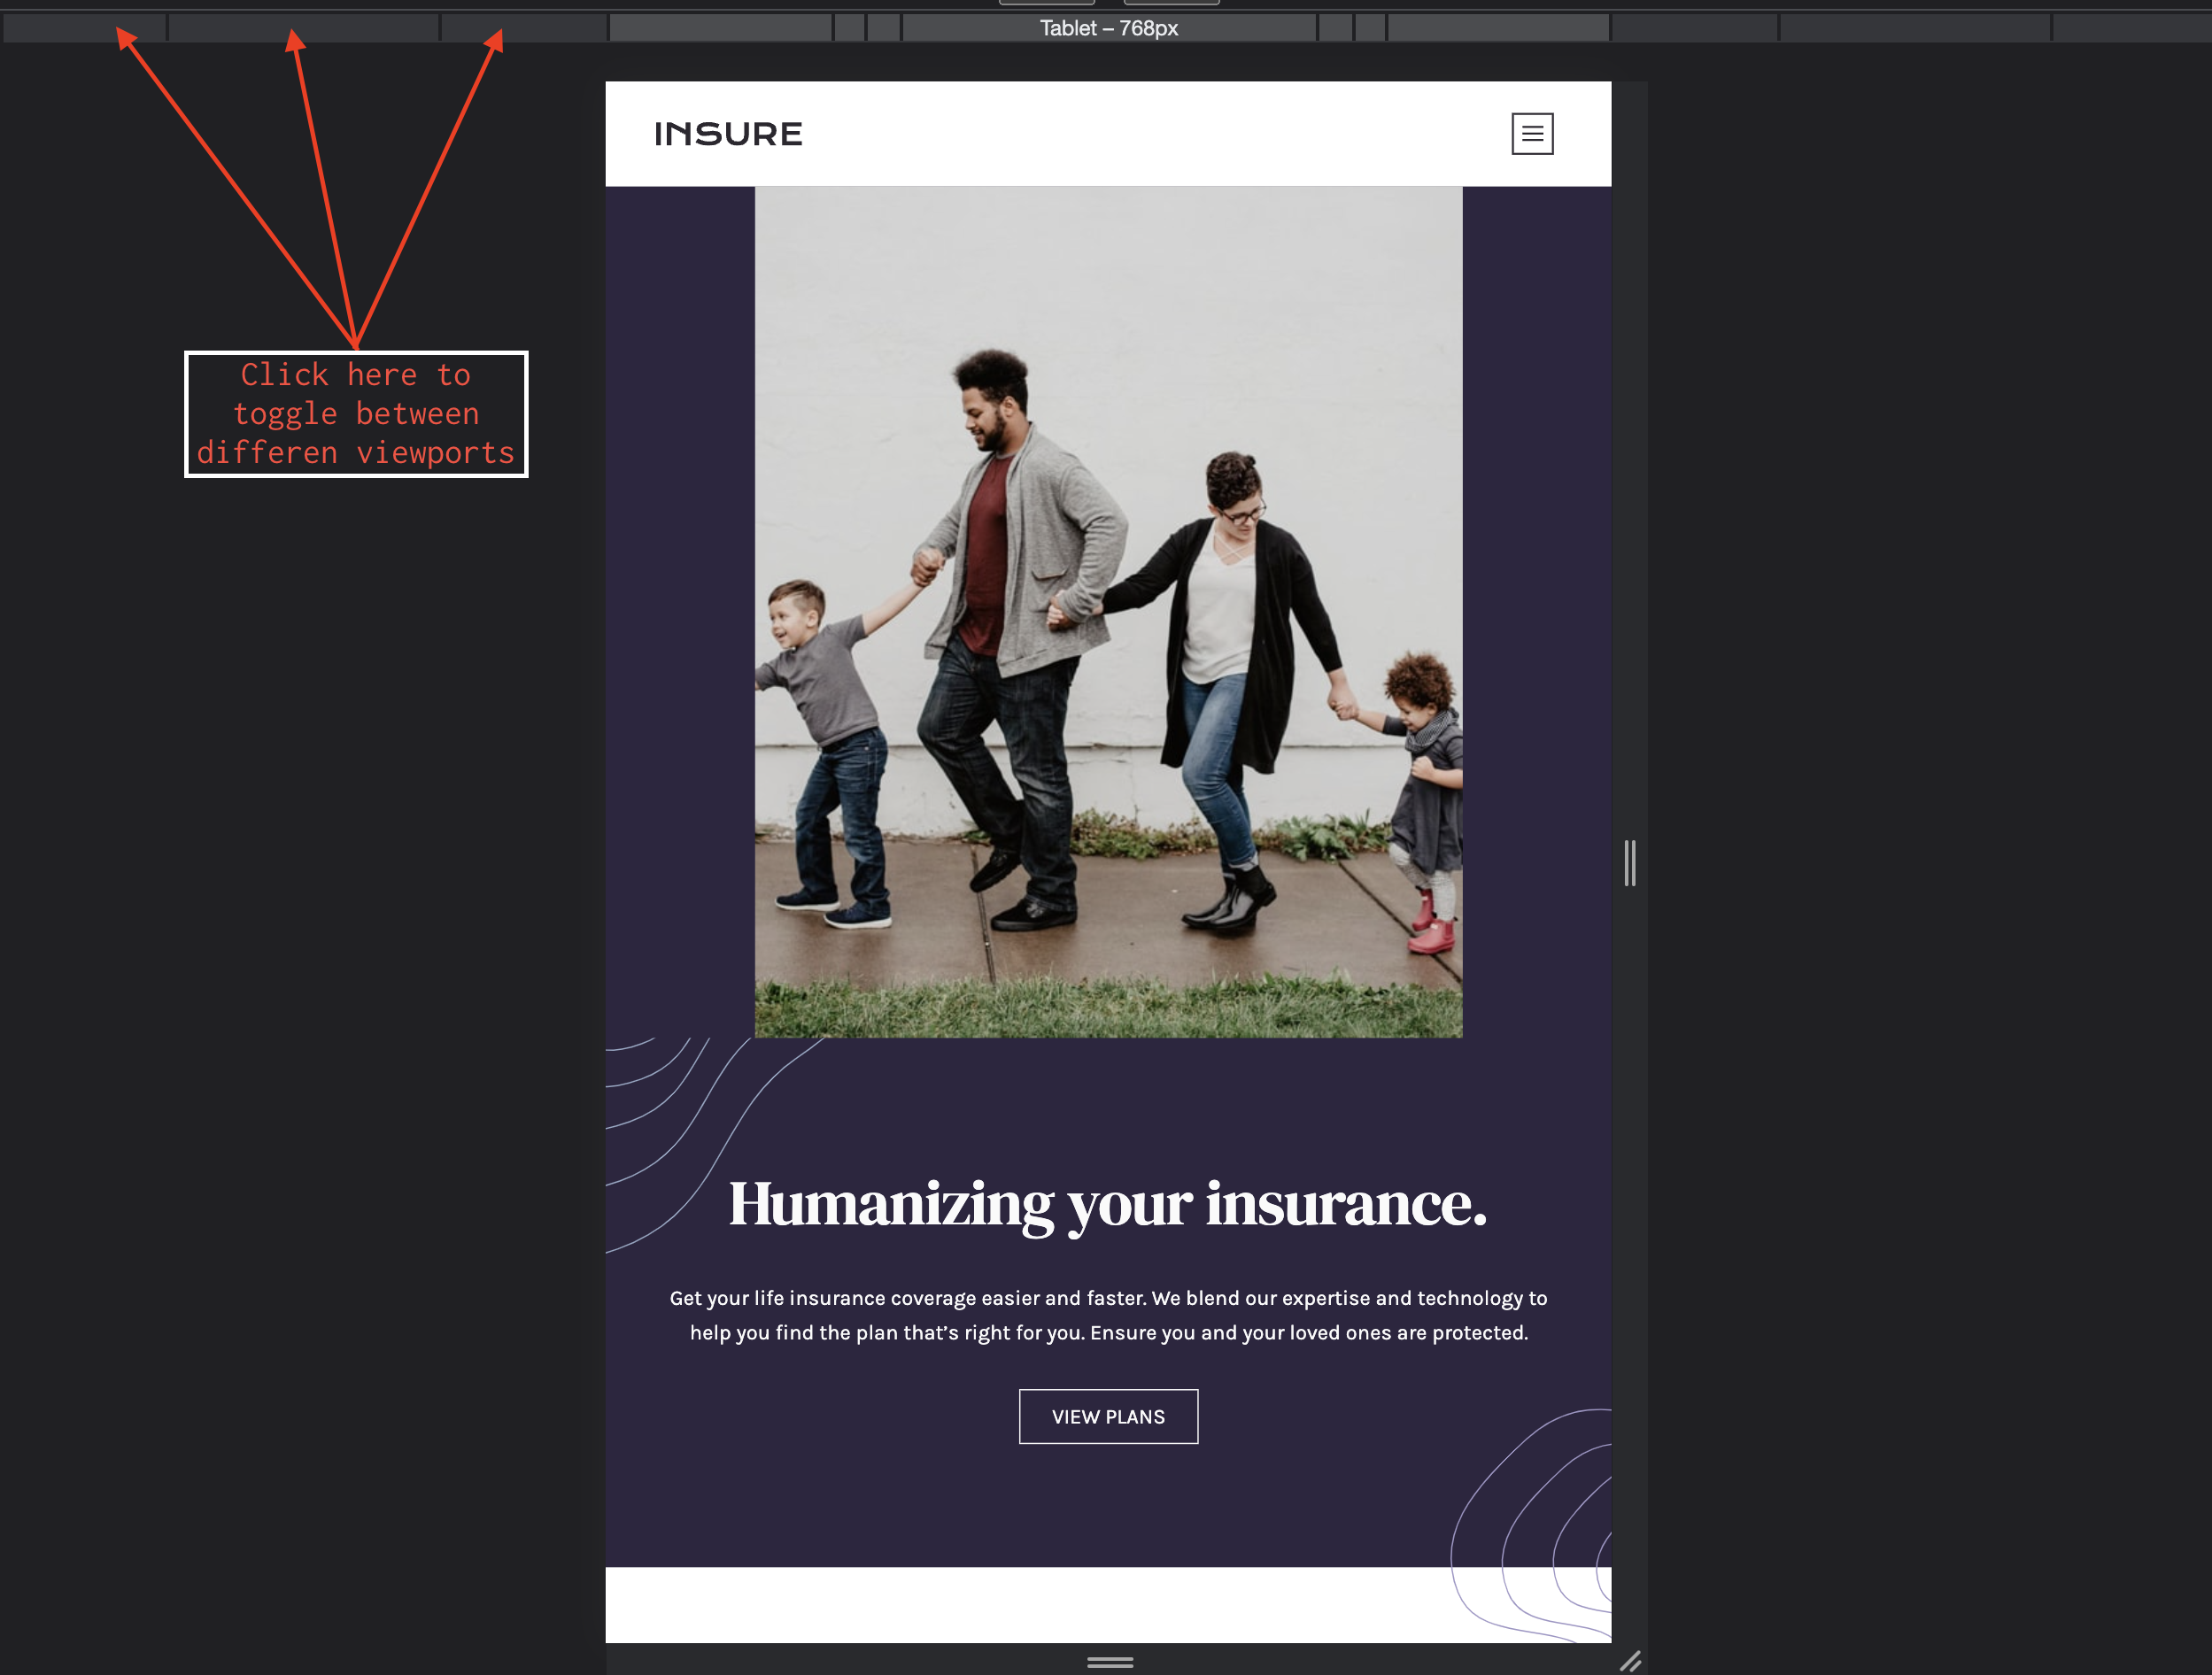 Tablet – 768px
INSURE
Click here to
toggle between
differen viewports
Humanizing your insurance.
Get your life insurance coverage easier and faster. We blend our expertise and technology to
help you find the plan that’s right for you. Ensure you and your loved ones are protected.
VIEW PLANS